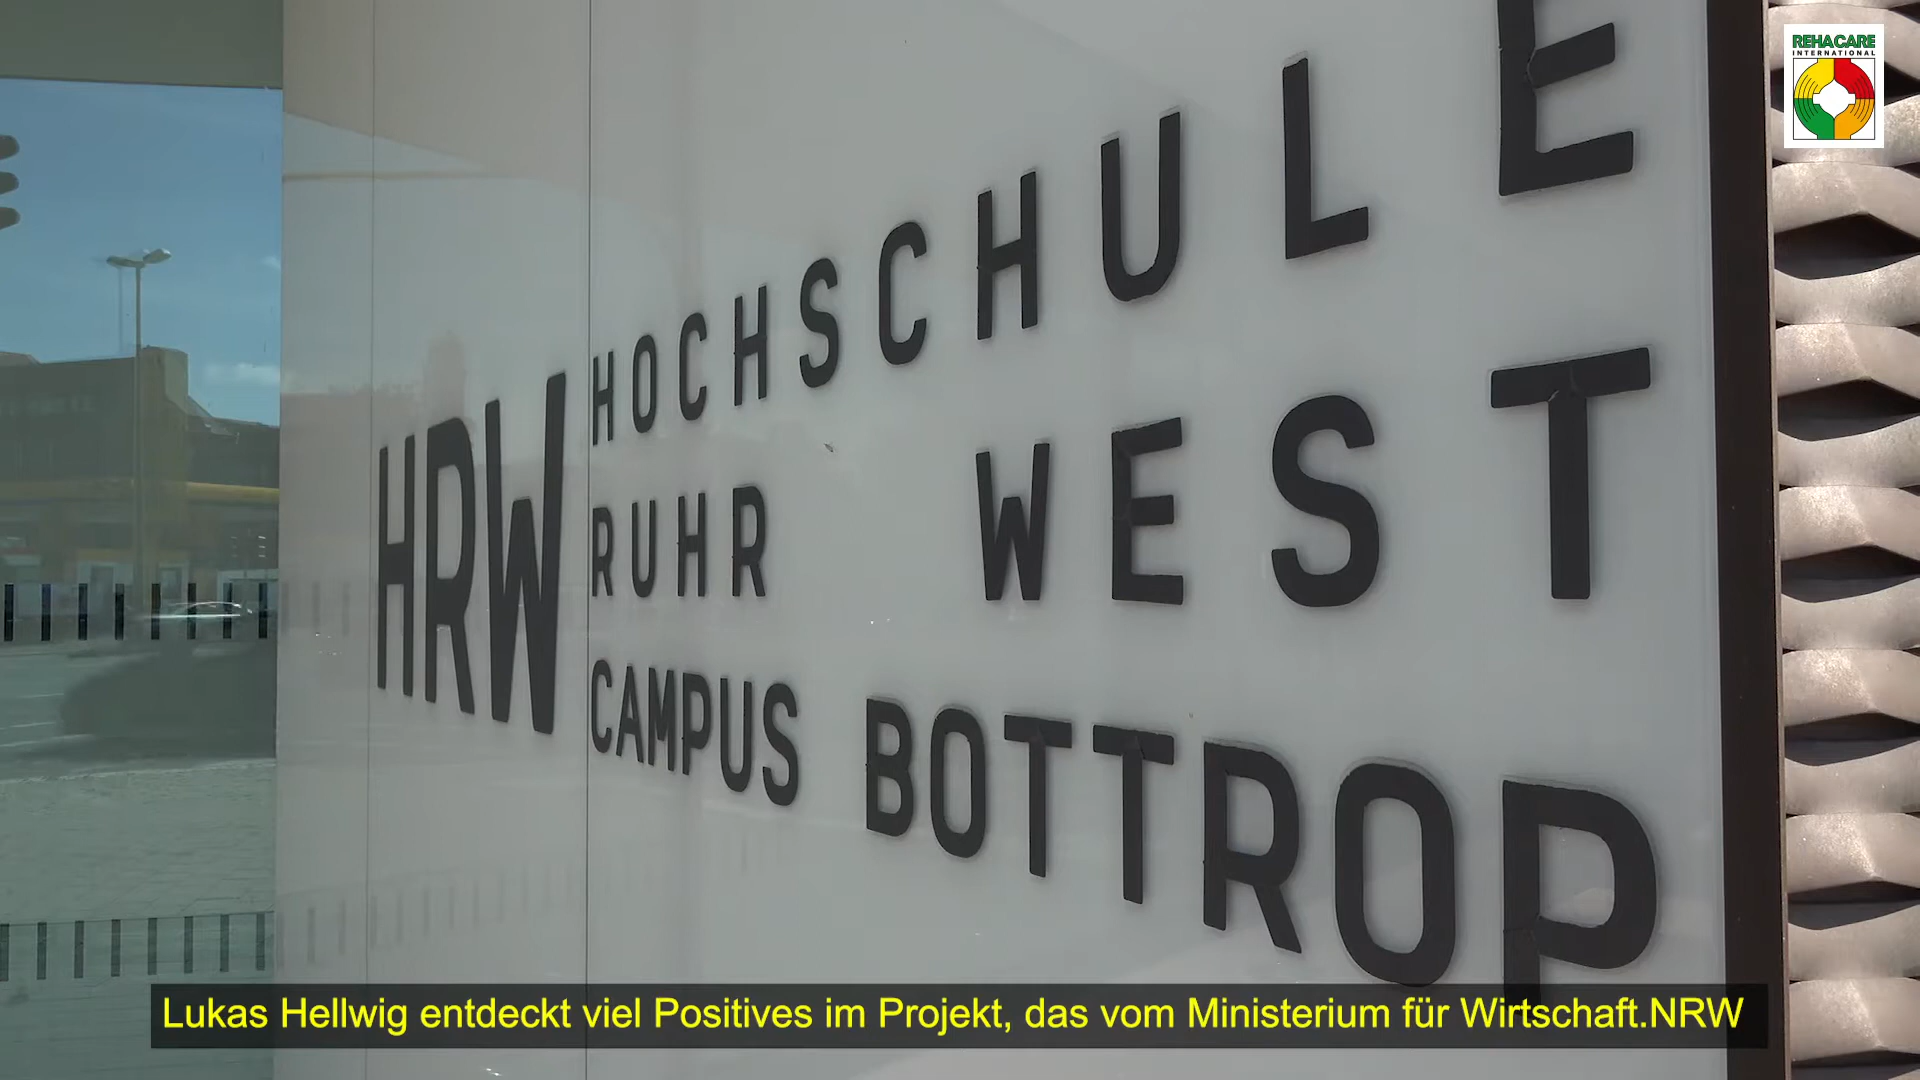 REHACARE
INTERNATIONAL
HRW
HOCHSCHULE
RUHR WEST
CAMPUS BOTTROP
Lukas Hellwig entdeckt viel Positives im Projekt, das vom Ministerium für Wirtschaft.NRW